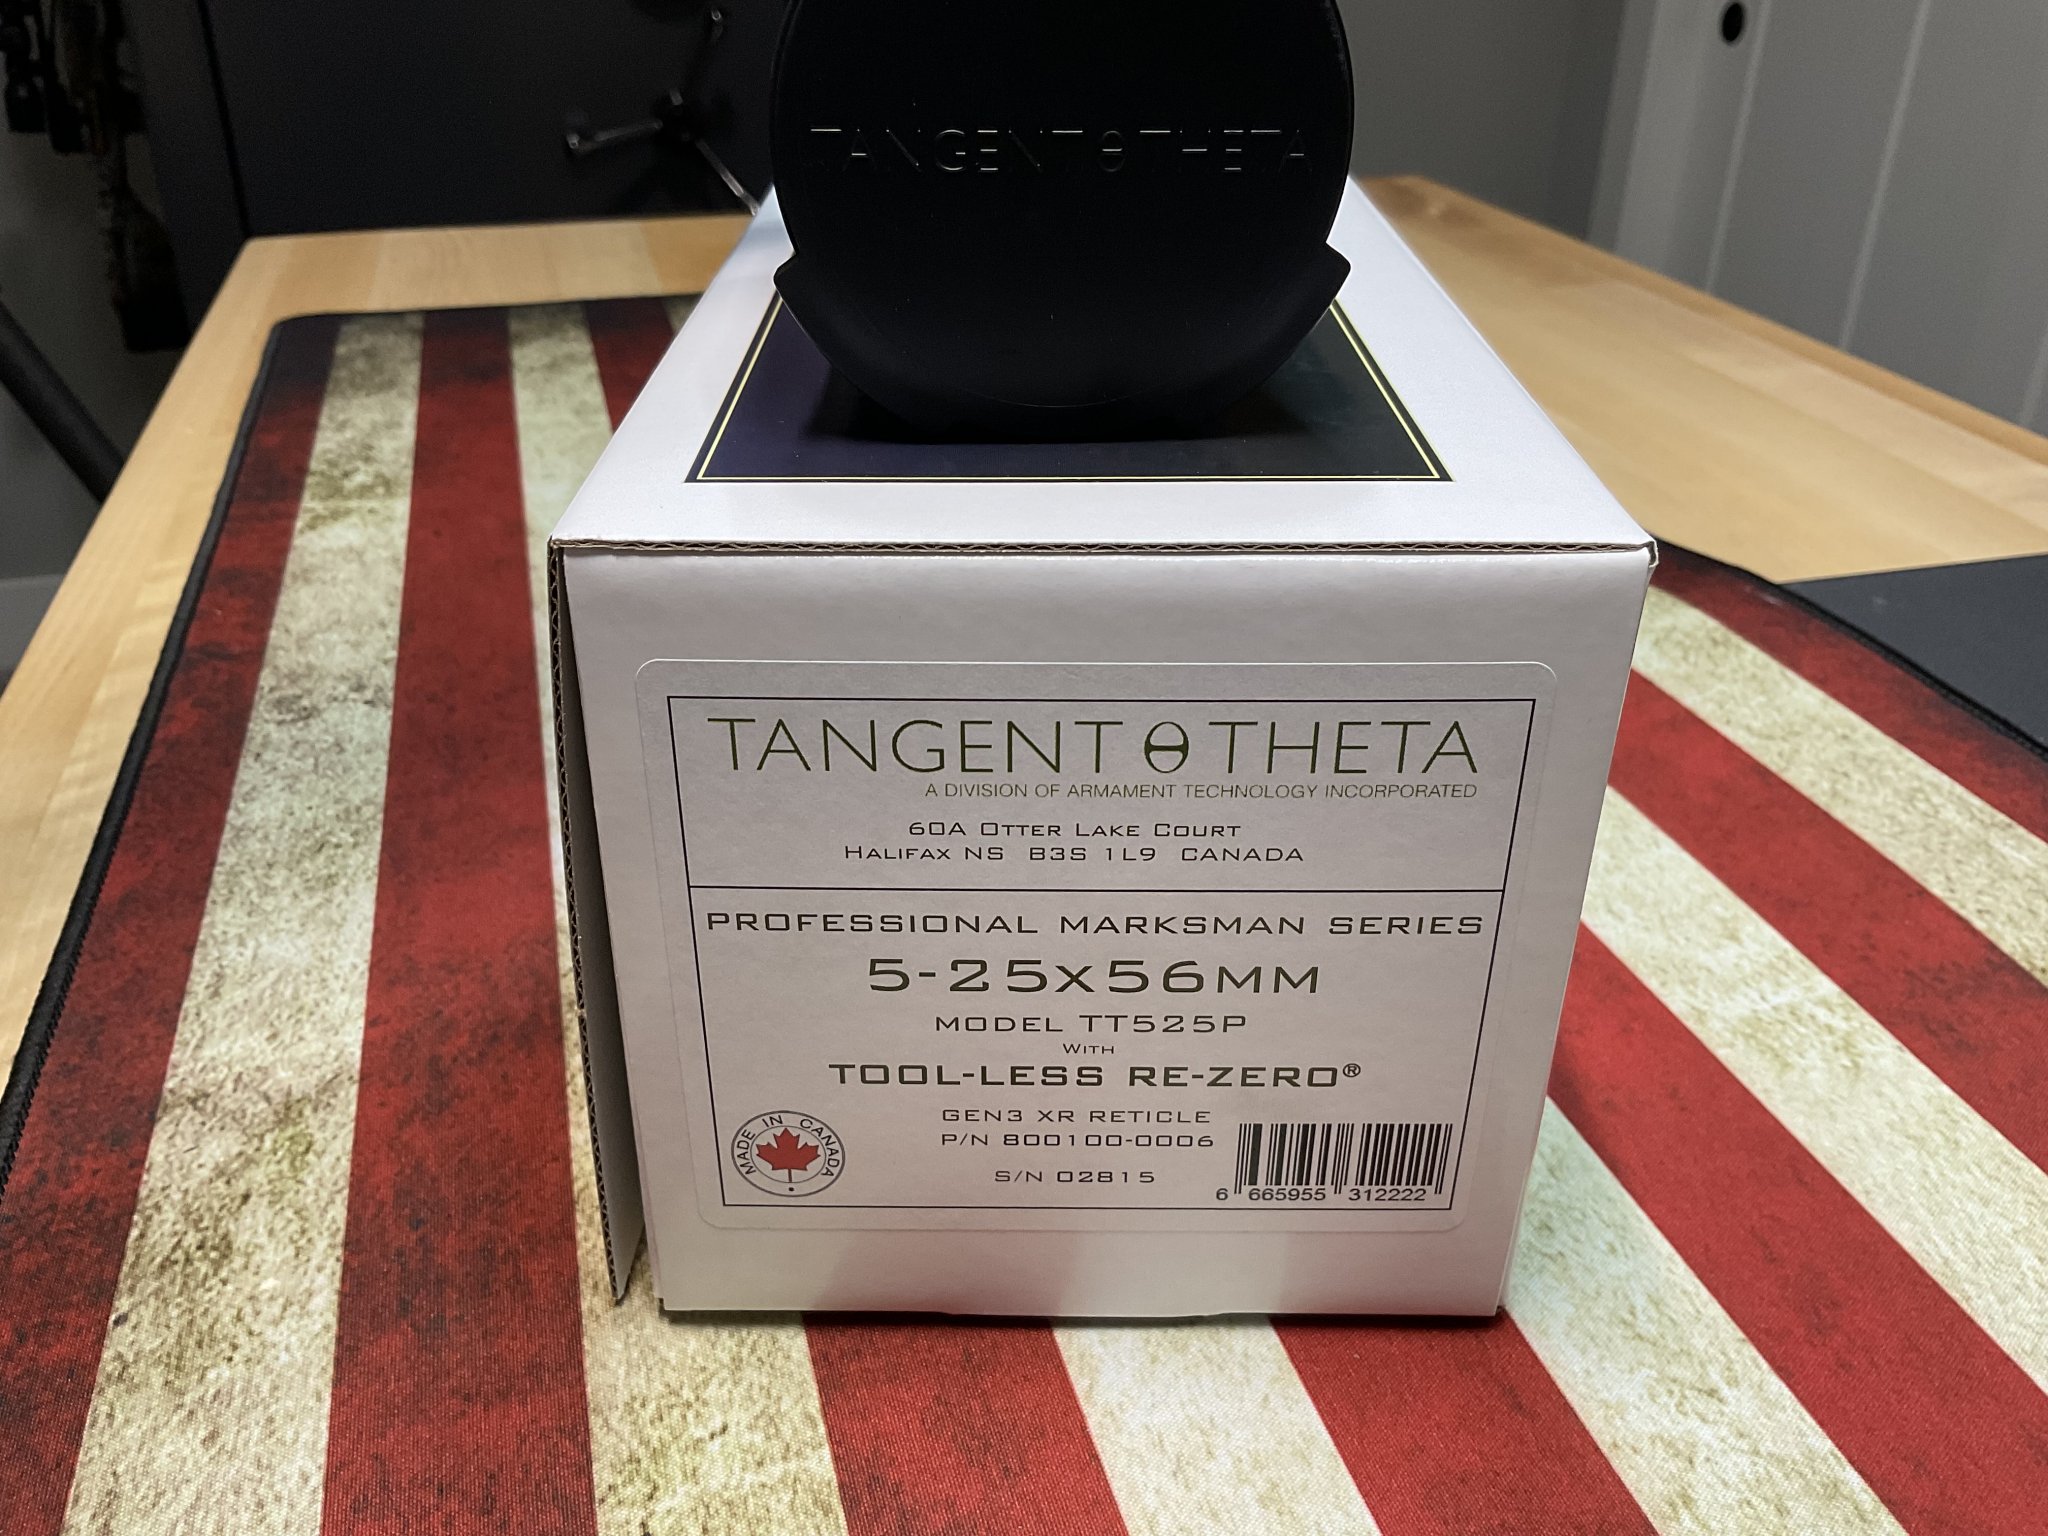 TANGENT θ THETA
TANGENT θ THETA
A DIVISION OF ARMAMENT TECHNOLOGY INCORPORATED
60A OTTER LAKE COURT
HALIFAX NS B3S 1L9 CANADA
PROFESSIONAL MARKSMAN SERIES
5-25x56MM
MODEL TT525P
WITH
TOOL-LESS RE-ZERO®
GEN3 XR RETICLE
P/N 800100-0006
S/N 02815
MADE IN CANADA
6 665955 312222